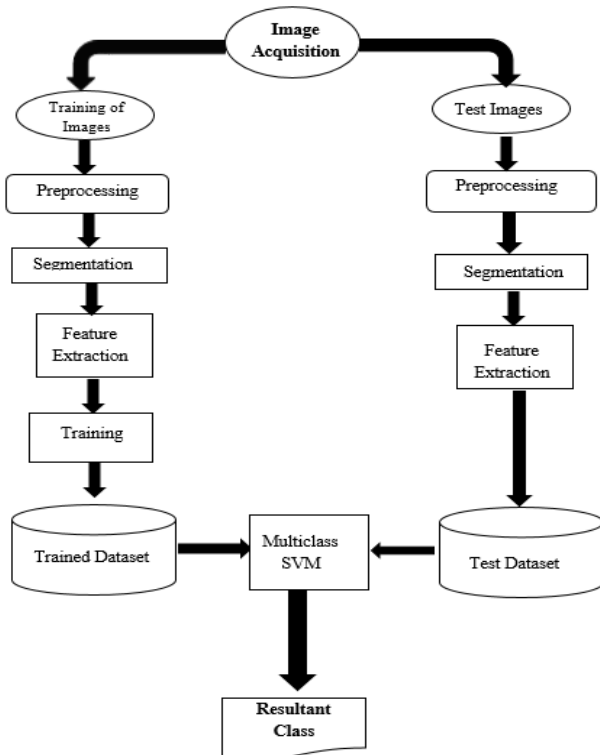 Image
Acquisition
Training of
Images
Test Images
Preprocessing
Preprocessing
Segmentation
Segmentation
Feature
Extraction
Feature
Extraction
Training
Trained Dataset
Multiclass
SVM
Test Dataset
Resultant
Class